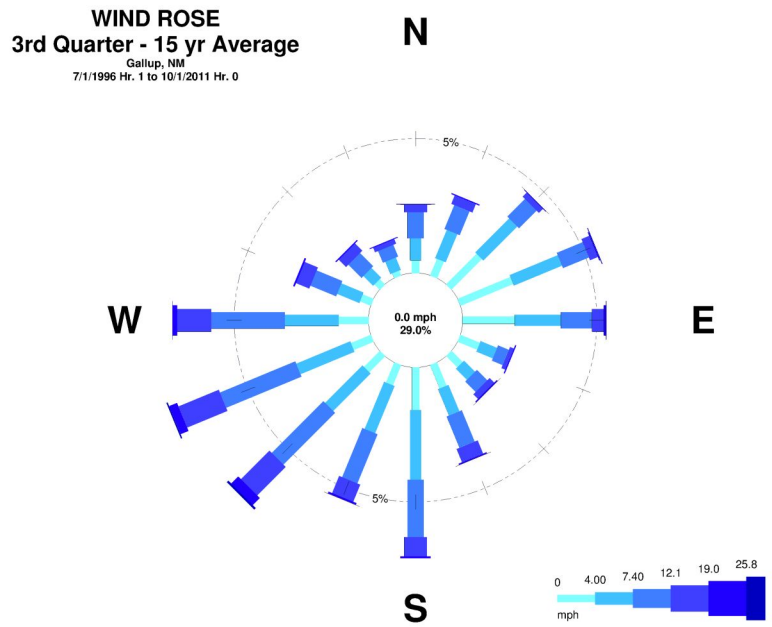 WIND ROSE
3rd Quarter - 15 yr Average
Gallup, NM
7/1/1996 Hr. 1 to 10/1/2011 Hr. 0
N
5%
W
0.0 mph
29.0%
E
5%
S
0 4.00 7.40 12.1 19.0 25.8
mph